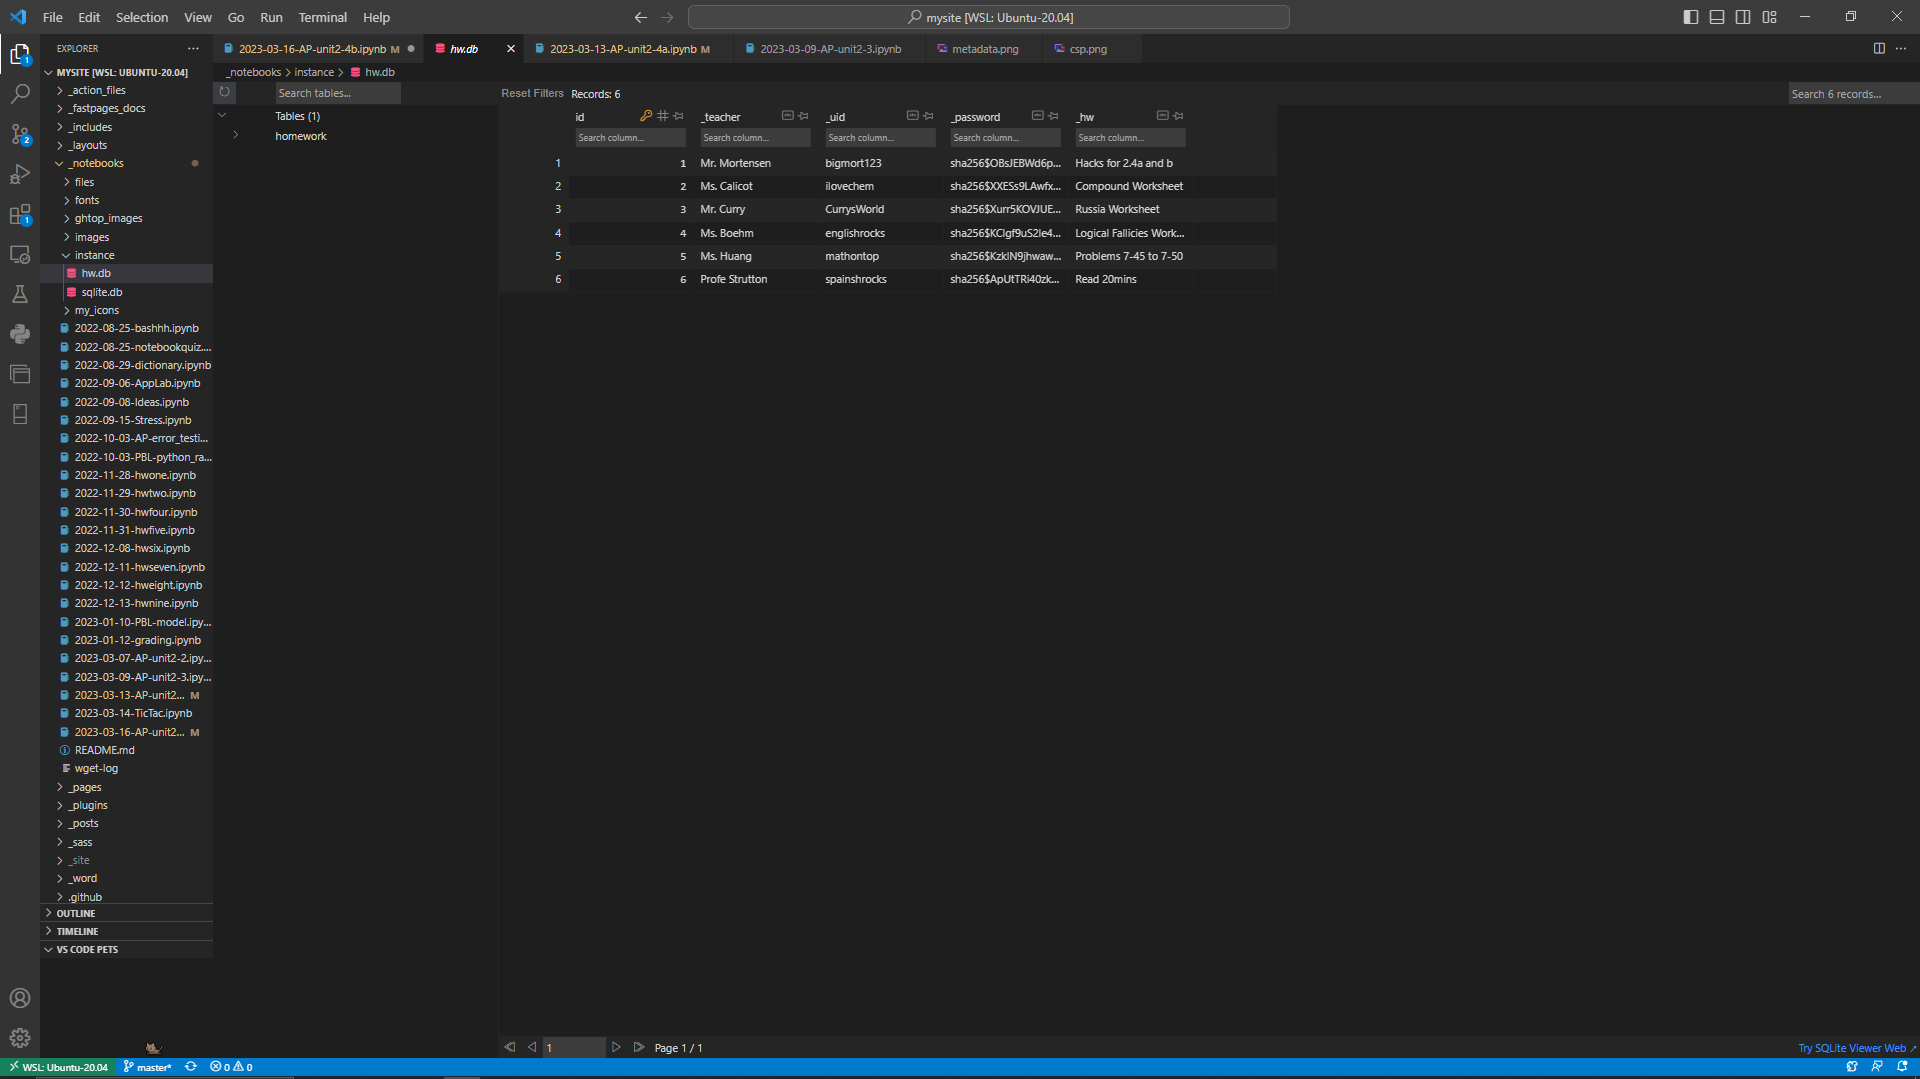 File Edit Selection View Go Run Terminal Help
mysite [WSL: Ubuntu-20.04]
EXPLORER
2023-03-16-AP-unit2-4b.ipynb M
hw.db
2023-03-13-AP-unit2-4a.ipynb M
2023-03-09-AP-unit2-3.ipynb
metadata.png
csp.png
MYSITE [WSL: UBUNTU-20.04]
_notebooks > instance > hw.db
_action_files
_fastpages_docs
_includes
_layouts
_notebooks
files
fonts
ghtop_images
images
instance
hw.db
sqlite.db
my_icons
2022-08-25-bashhh.ipynb
2022-08-25-notebookquiz....
2022-08-29-dictionary.ipynb
2022-09-06-AppLab.ipynb
2022-09-08-Ideas.ipynb
2022-09-15-Stress.ipynb
2022-10-03-AP-error_testi...
2022-10-03-PBL-python_ra...
2022-11-28-hwone.ipynb
2022-11-29-hwtwo.ipynb
2022-11-30-hwfour.ipynb
2022-11-31-hwfive.ipynb
2022-12-08-hwsix.ipynb
2022-12-11-hwseven.ipynb
2022-12-12-hweight.ipynb
2022-12-13-hwnine.ipynb
2023-01-10-PBL-model.ipy...
2023-01-12-grading.ipynb
2023-03-07-AP-unit2-2.ipy...
2023-03-09-AP-unit2-3.ipy...
2023-03-13-AP-unit2... M
2023-03-14-TicTac.ipynb
2023-03-16-AP-unit2... M
README.md
wget-log
_pages
_plugins
_posts
_sass
_site
_word
.github
OUTLINE
TIMELINE
VS CODE PETS
Search tables...
Tables (1)
homework
Reset Filters Records: 6
Search 6 records...
id _teacher _uid _password _hw
Search column... Search column... Search column... Search column... Search column...
1 1 Mr. Mortensen bigmort123 sha256$OBsJEBWd6p... Hacks for 2.4a and b
2 2 Ms. Calicot ilovechem sha256$XXESs9LAwfx... Compound Worksheet
3 3 Mr. Curry CurrysWorld sha256$Xurr5KOVJUE... Russia Worksheet
4 4 Ms. Boehm englishrocks sha256$KClgf9uS2Ie4... Logical Fallicies Work...
5 5 Ms. Huang mathontop sha256$KzklN9jhwaw... Problems 7-45 to 7-50
6 6 Profe Strutton spainshrocks sha256$ApUtTRi40zk... Read 20mins
1 Page 1 / 1
Try SQLite Viewer Web
1
2
1
WSL: Ubuntu-20.04 master* 0 0